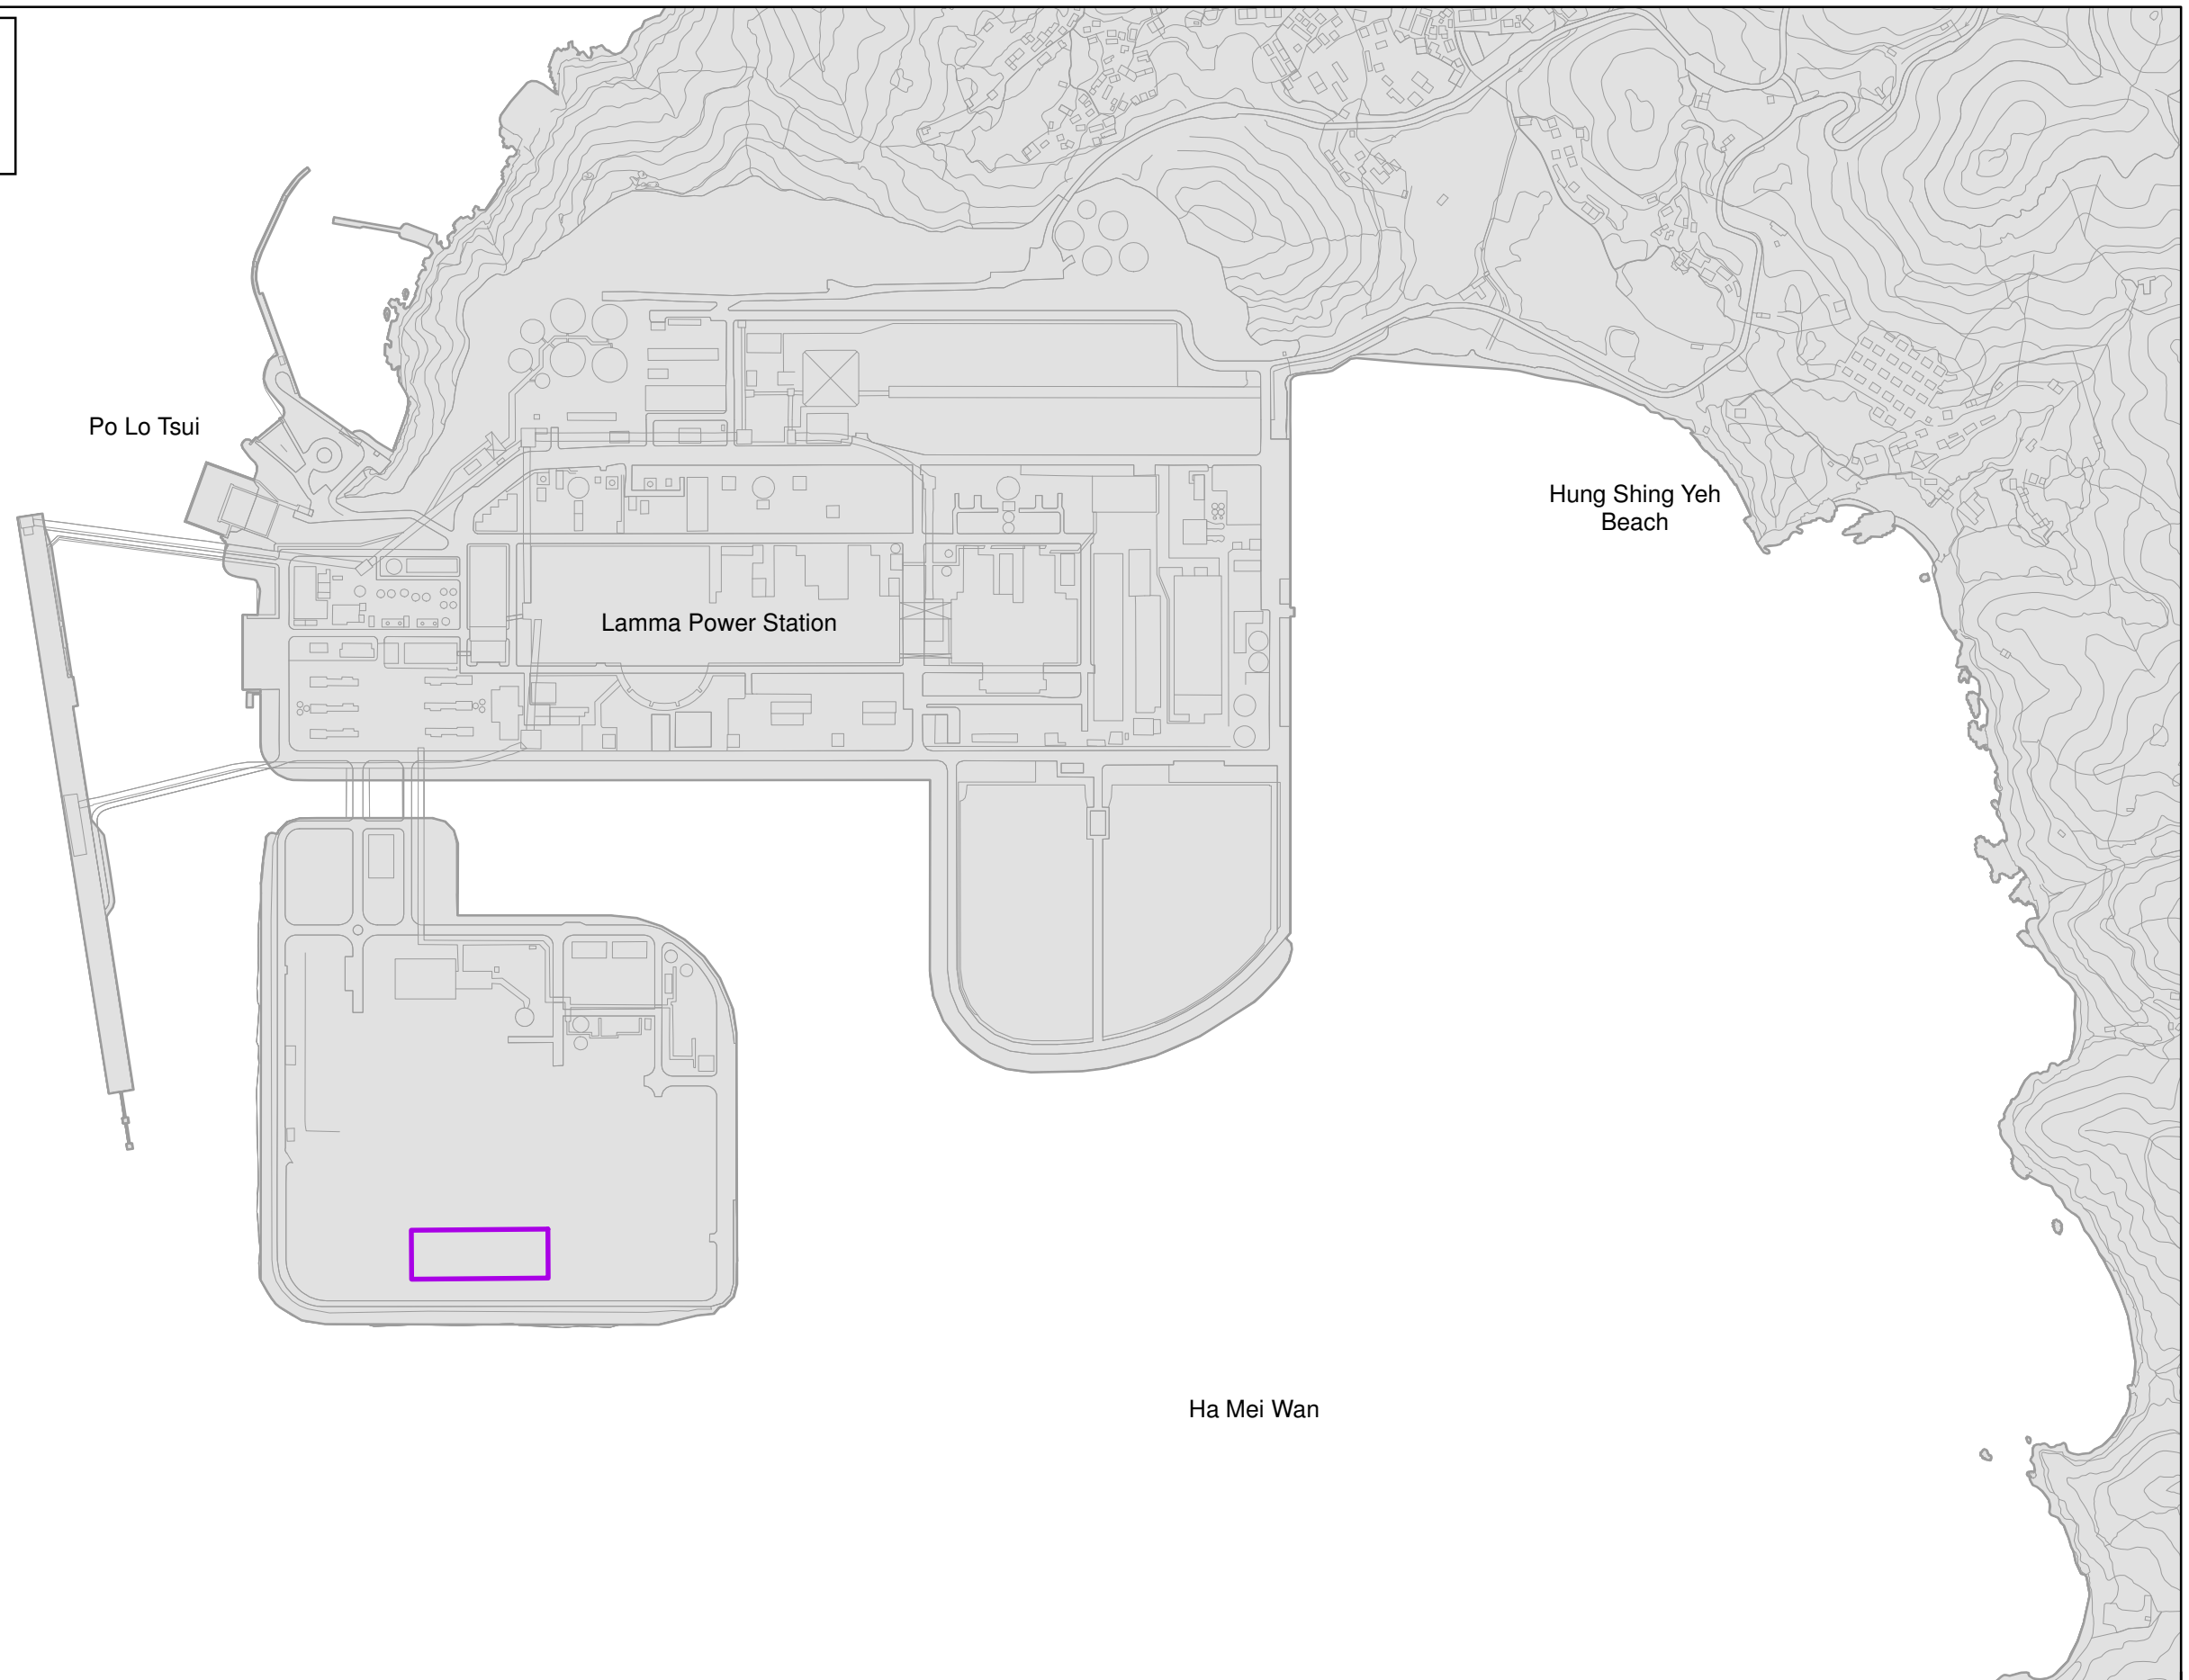 Po Lo Tsui
Hung Shing Yeh
Beach
Lamma Power Station
Ha Mei Wan